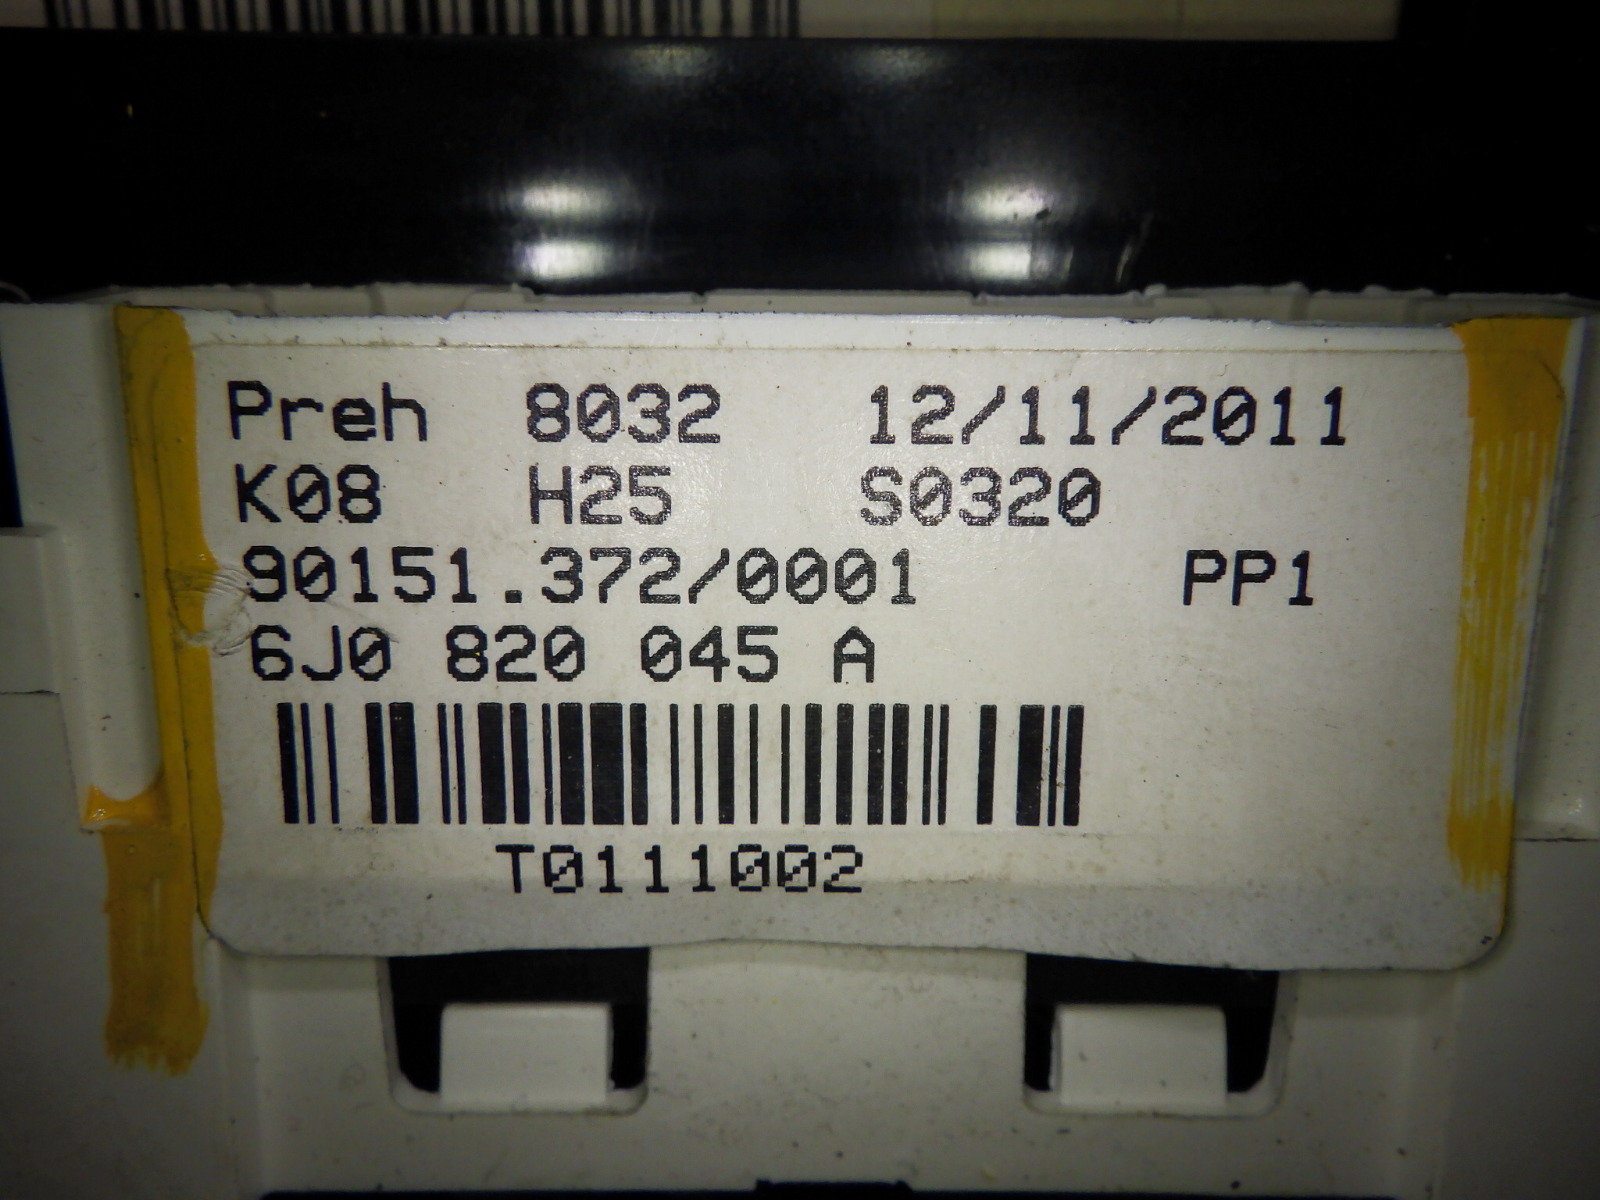 Preh 8032 12/11/2011
K08 H25 S0320
90151.372/0001 PP1
6J0 820 045 A
T0111002